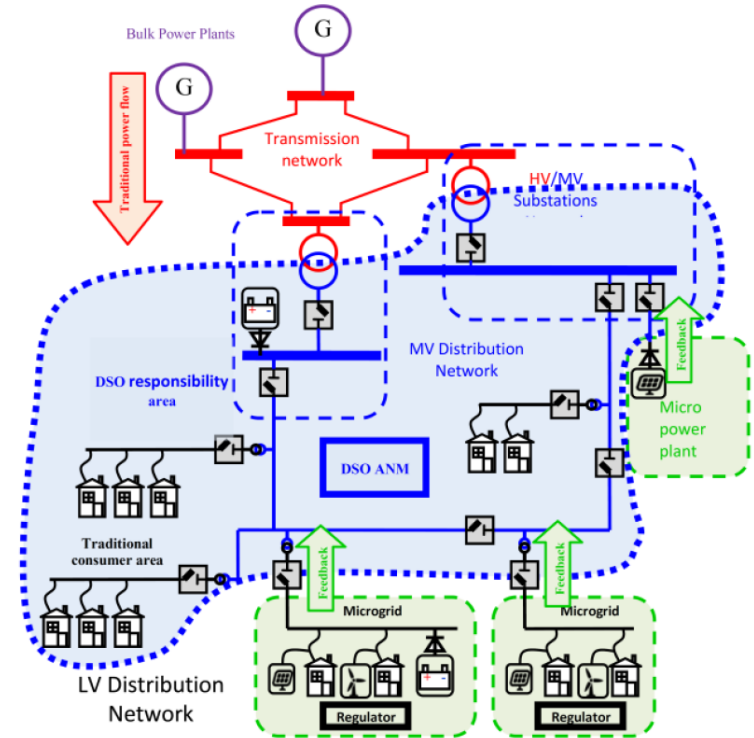 Bulk Power Plants
G
G
Traditional power flow
Transmission
network
HV/MV
Substations
DSO responsibility
area
MV Distribution
Network
Feedback
Micro
power
plant
DSO ANM
Traditional
consumer area
Feedback
Feedback
Microgrid
Microgrid
LV Distribution
Network
Regulator
Regulator